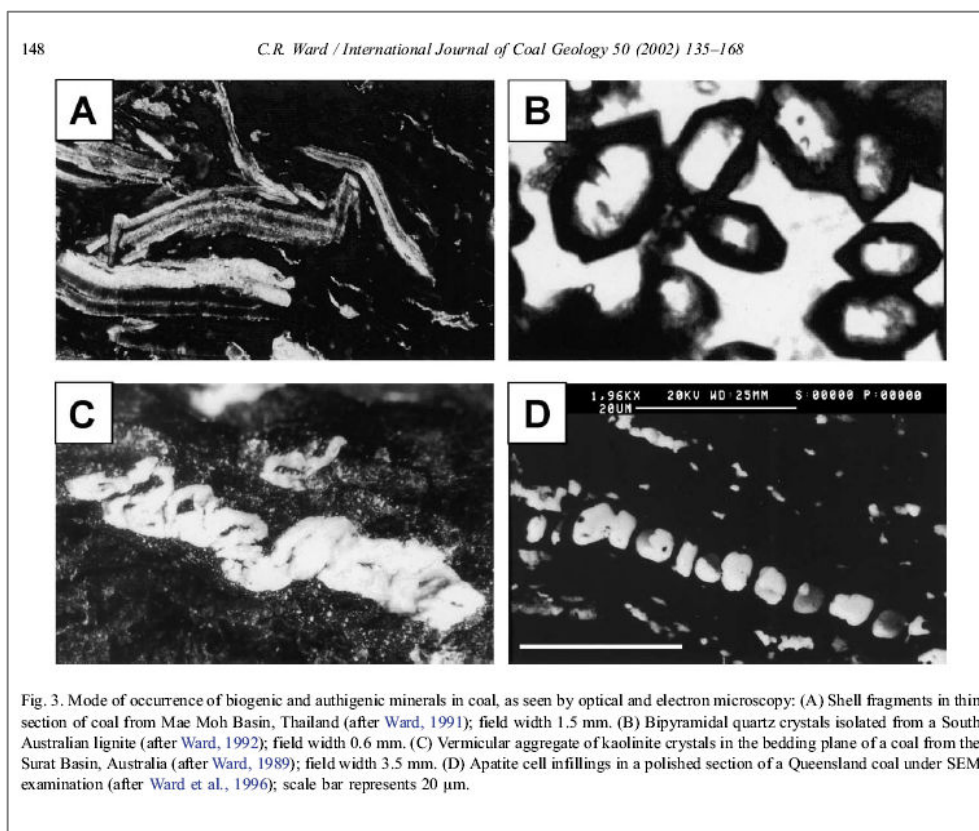 148
C.R. Ward / International Journal of Coal Geology 50 (2002) 135–168
A
B
C
D
1,96KX 20KV WD:25MM S:00000 P:00000
20UM
Fig. 3. Mode of occurrence of biogenic and authigenic minerals in coal, as seen by optical and electron microscopy: (A) Shell fragments in thin
section of coal from Mae Moh Basin, Thailand (after Ward, 1991); field width 1.5 mm. (B) Bipyramidal quartz crystals isolated from a South
Australian lignite (after Ward, 1992); field width 0.6 mm. (C) Vermicular aggregate of kaolinite crystals in the bedding plane of a coal from the
Surat Basin, Australia (after Ward, 1989); field width 3.5 mm. (D) Apatite cell infillings in a polished section of a Queensland coal under SEM
examination (after Ward et al., 1996); scale bar represents 20 μm.